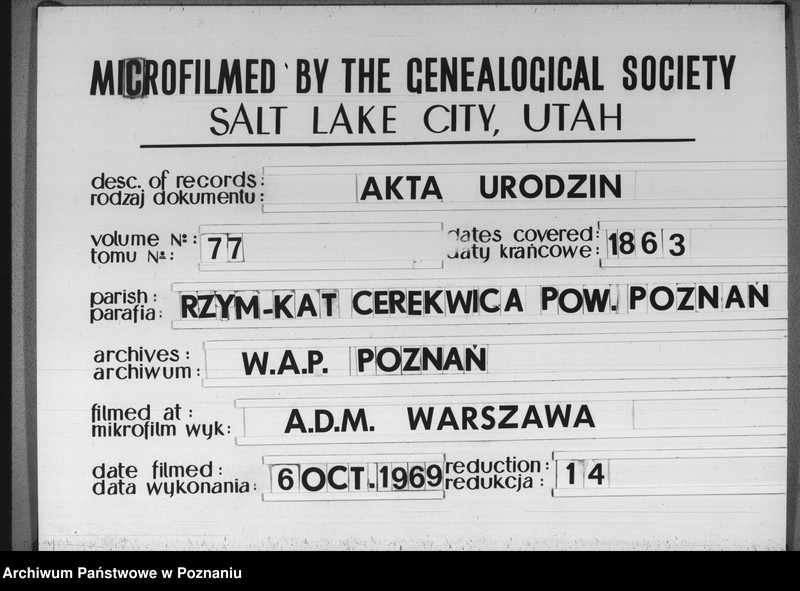 MICROFILMED BY THE GENEALOGICAL SOCIETY
SALT LAKE CITY, UTAH
desc. of records: AKTA URODZIN
rodzaj dokumentu:
volume №: 77 dates covered: 1863
tomu №: daty krańcowe:
parish: RZYM-KAT CEREKWICA POW. POZNAN
parafia:
archives: W.A.P. POZNAŃ
archiwum:
filmed at: A.D.M. WARSZAWA
mikrofilm wyk:
date filmed: 6 OCT. 1969 reduction: 14
data wykonania: redukcja:
Archiwum Państwowe w Poznaniu